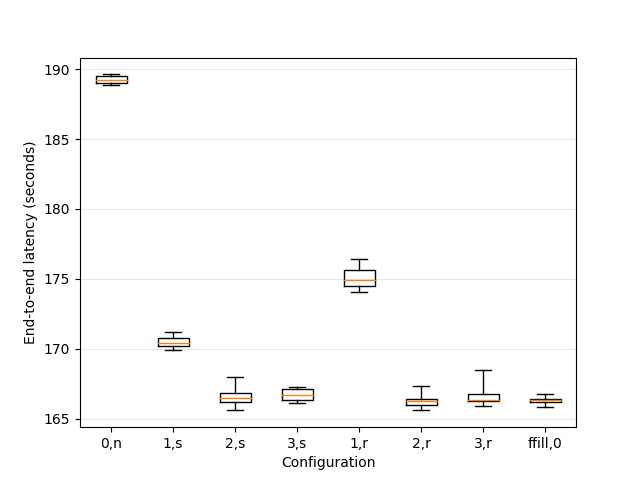 190
185
180
175
170
165
End-to-end latency (seconds)
0,n 1,s 2,s 3,s 1,r 2,r 3,r ffill,0
Configuration